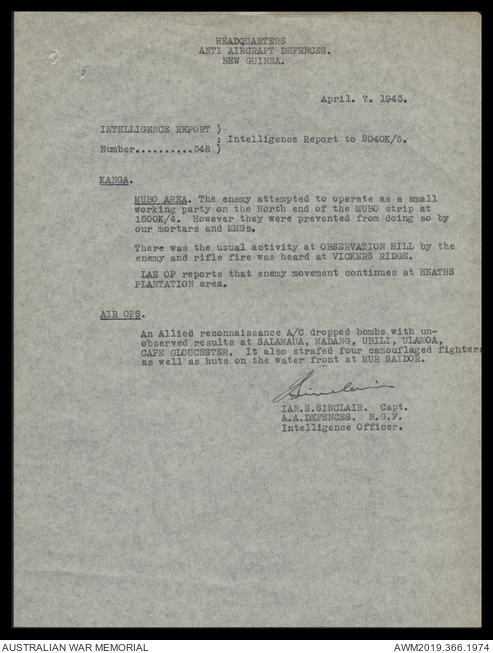 HEADQUARTERS
ANTI AIRCRAFT DEFENCES.
NEW GUINEA.
April. 7. 1943.
INTELLIGENCE REPORT )
: Intelligence Report to 2040K/5.
Number..........348 )
KANGA.
MUBO AREA. The enemy attempted to operate as a small
working party on the North end of the MUBO strip at
1500K/4. However they were prevented from doing so by
our mortars and MMGs.
There was the usual activity at OBSERVATION HILL by the
enemy and rifle fire was heard at VICKERS RIDGE.
LAE OP reports that enemy movement continues at HEATHS
PLANTATION area.
AIR OPS.
An Allied reconnaissance A/C dropped bombs with un-
observed results at SALAMAUA, MADANG, UBILI, ULAMOA,
CAPE GLOUCESTER. It also strafed four camouflaged fighters
as well as huts on the water front at MUR SAIDOR.
Sinclair
IAN.S.SINCLAIR. Capt.
A.A.DEFENCES. N.G.F.
Intelligence Officer.
AUSTRALIAN WAR MEMORIAL
AWM2019.366.1974